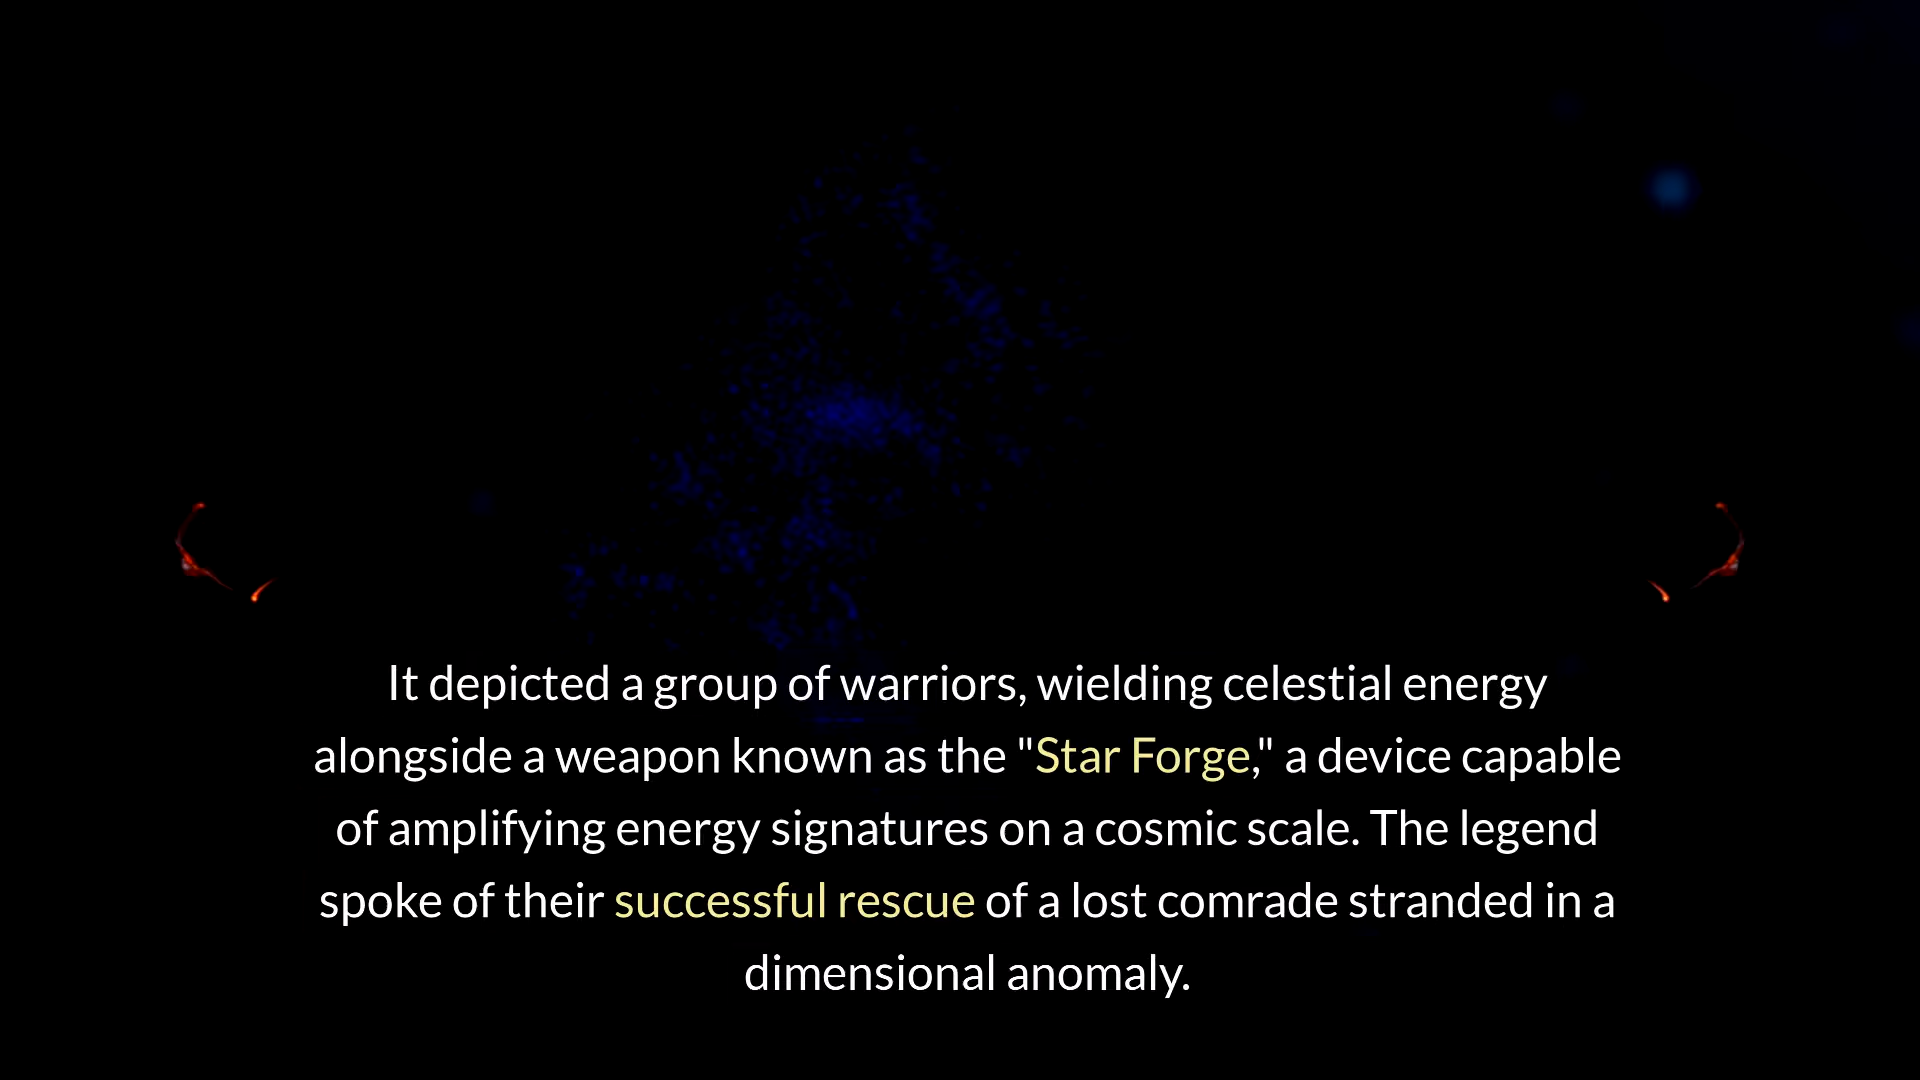 It depicted a group of warriors, wielding celestial energy
alongside a weapon known as the "Star Forge," a device capable
of amplifying energy signatures on a cosmic scale. The legend
spoke of their successful rescue of a lost comrade stranded in a
dimensional anomaly.